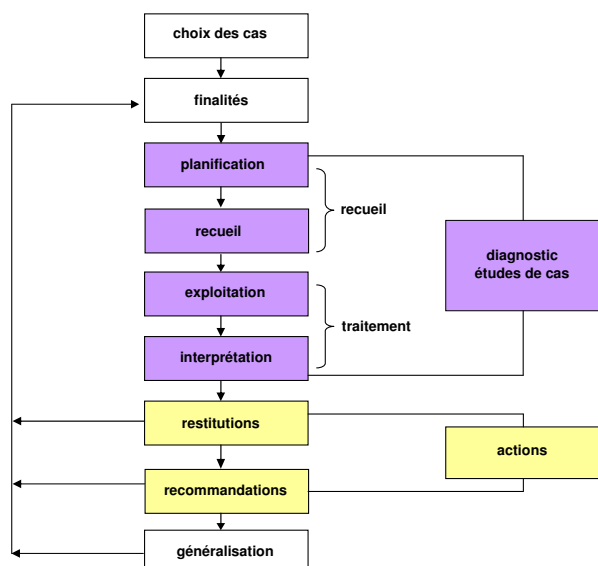 choix des cas
finalités
planification
recueil
recueil
diagnostic
études de cas
exploitation
traitement
interprétation
restitutions
actions
recommandations
généralisation